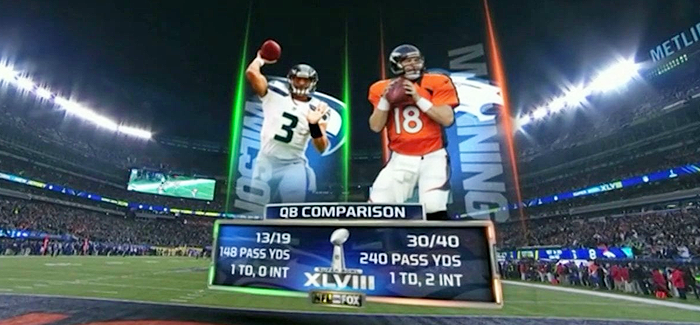 METLI
WILSON
MANNING
3
18
QB COMPARISON
13/19
148 PASS YDS
1 TD, 0 INT
30/40
240 PASS YDS
1 TD, 2 INT
SUPER BOWL
XLVIII
NFL ON FOX